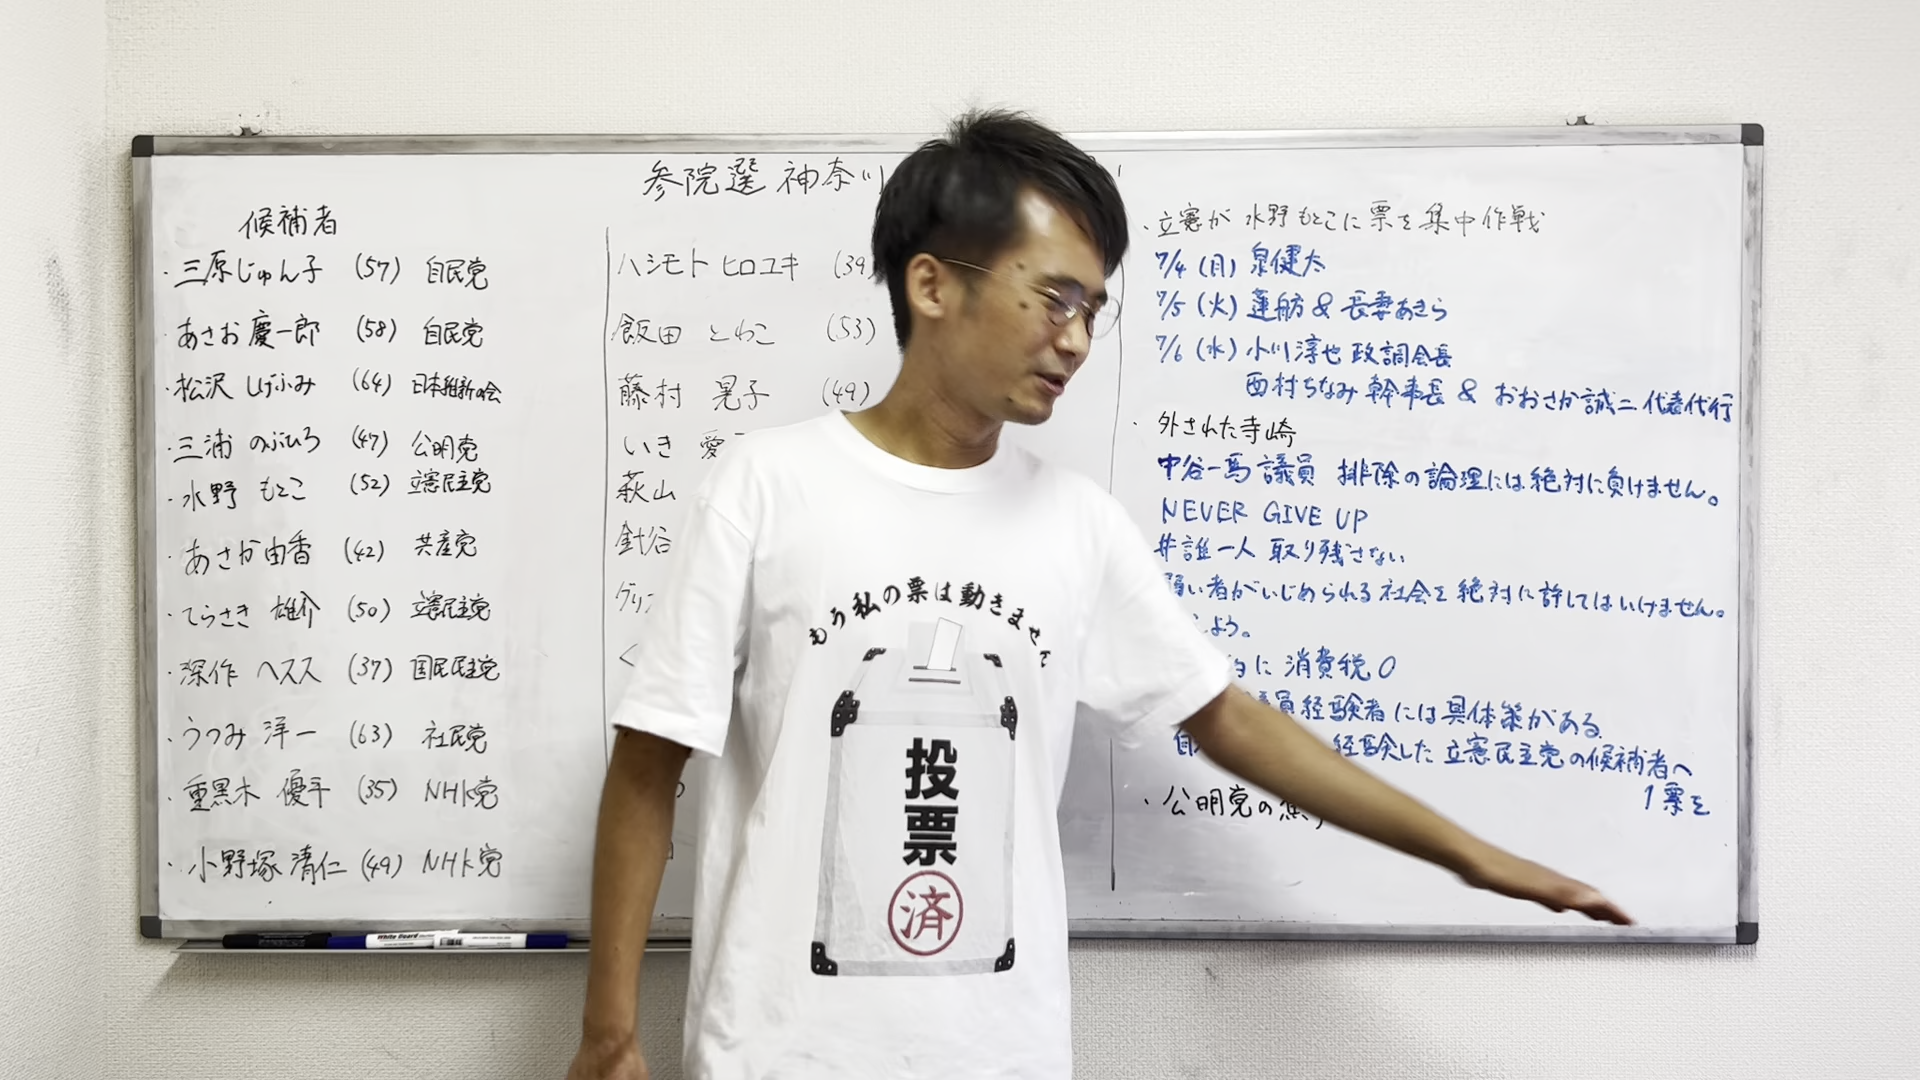 参院選 神奈川
候補者
・三原じゅん子 (57) 自民党
・あさお慶一郎 (58) 自民党
・松沢 しげふみ (64) 日本維新の会
・三浦 のぶひろ (47) 公明党
・水野 もとこ (52) 立憲民主党
・あさか由香 (42) 共産党
・てらさき 雄介 (50) 立憲民主党
・深作 ヘスス (37) 国民民主党
・うつみ 洋一 (63) 社民党
・重黒木 優平 (35) NHK党
・小野塚 清仁 (49) NHK党
ハシモト ヒロユキ (39)
飯田 とわこ (53)
藤村 晃子 (49)
いき 愛
萩山
針谷
グリ
く
・立憲が 水野もとこに票を集中作戦
7/4 (月) 泉健太
7/5 (火) 蓮舫 & 長妻あきら
7/6 (水) 小川淳也 政調会長
西村ちなみ 幹事長 & おおさか誠二 代表代行
・外された寺崎
中谷一馬議員 排除の論理には絶対に負けません。
NEVER GIVE UP
#誰一人取り残さない
弱い者がいじめられる社会を絶対に許してはいけません。
しょう。
的に 消費税0
議員経験者には具体策がある
経験した 立憲民主党の候補者へ
1票を
・公明党の焦り
もう私の票は動きません
投票
済
White Board